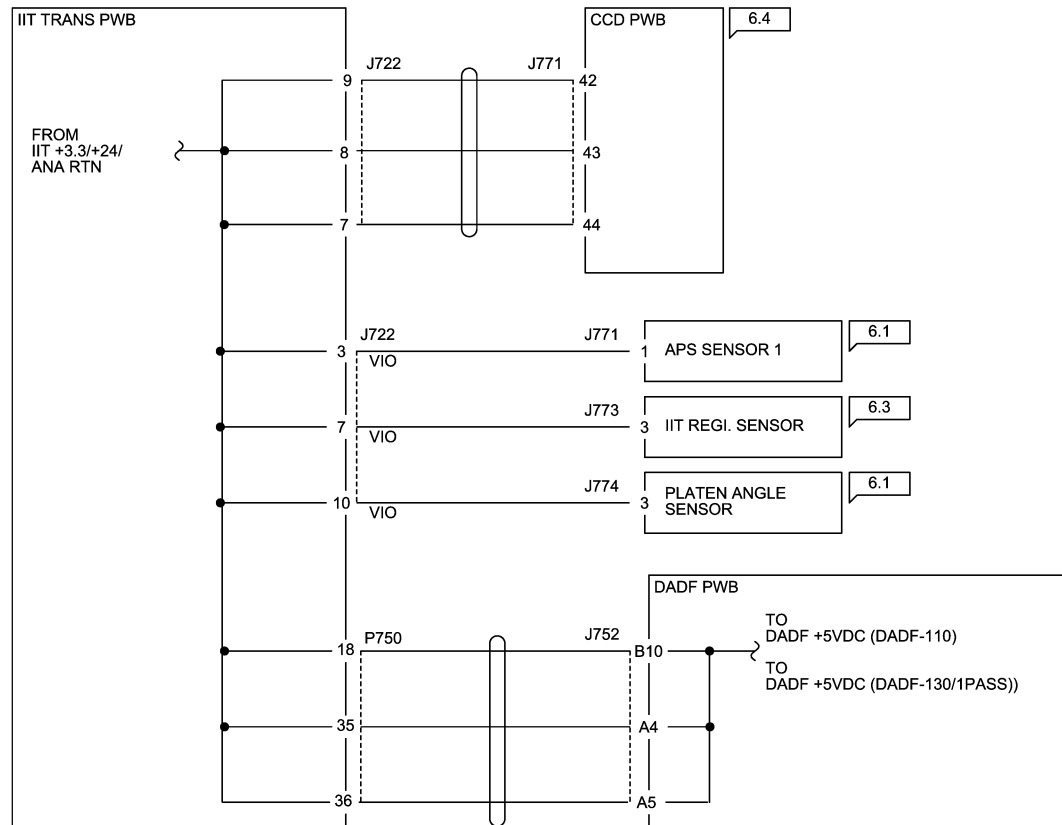 IIT TRANS PWB
CCD PWB
6.4
J722
J771
9
42
FROM
IIT +3.3/+24/
ANA RTN
8
43
7
44
J722
J771
6.1
3
VIO
1
APS SENSOR 1
J773
6.3
7
VIO
3
IIT REGI. SENSOR
J774
6.1
10
VIO
3
PLATEN ANGLE
SENSOR
DADF PWB
P750
J752
18
B10
TO
DADF +5VDC (DADF-110)
TO
DADF +5VDC (DADF-130/1PASS))
35
A4
36
A5